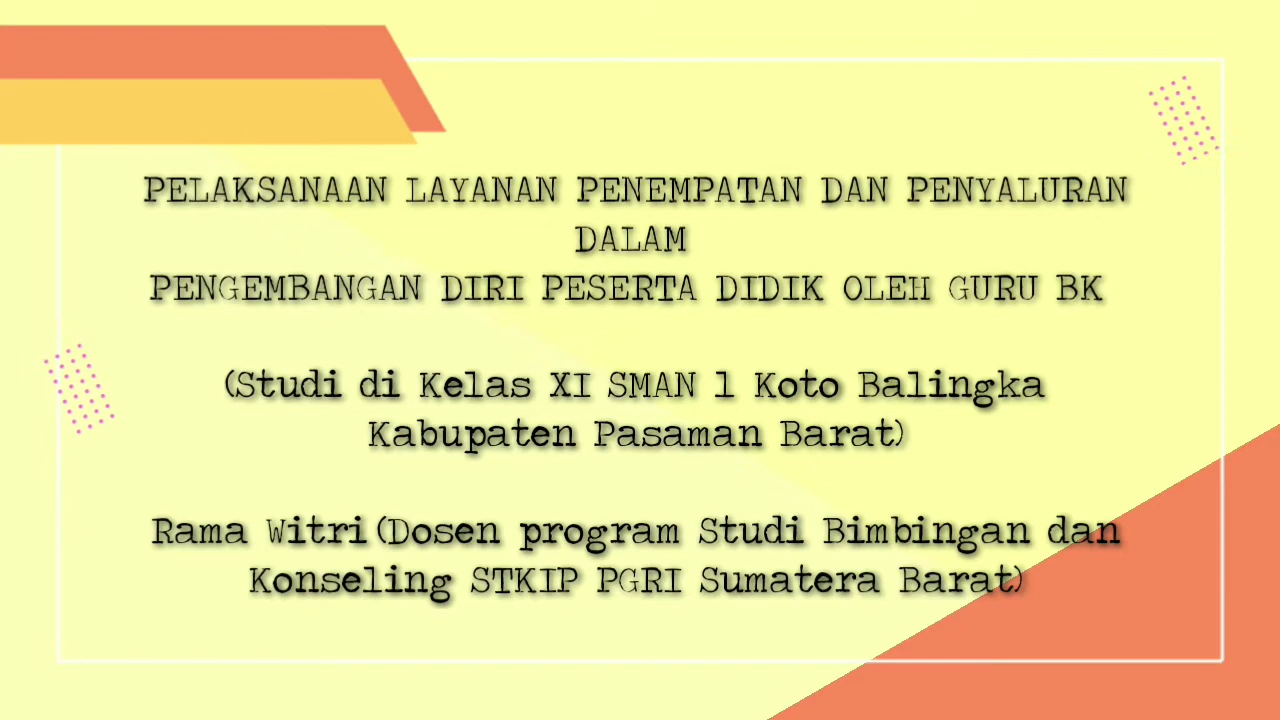 PELAKSANAAN LAYANAN PENEMPATAN DAN PENYALURAN
DALAM
PENGEMBANGAN DIRI PESERTA DIDIK OLEH GURU BK
(Studi di Kelas XI SMAN 1 Koto Balingka
Kabupaten Pasaman Barat)
Rama Witri(Dosen program Studi Bimbingan dan
Konseling STKIP PGRI Sumatera Barat)